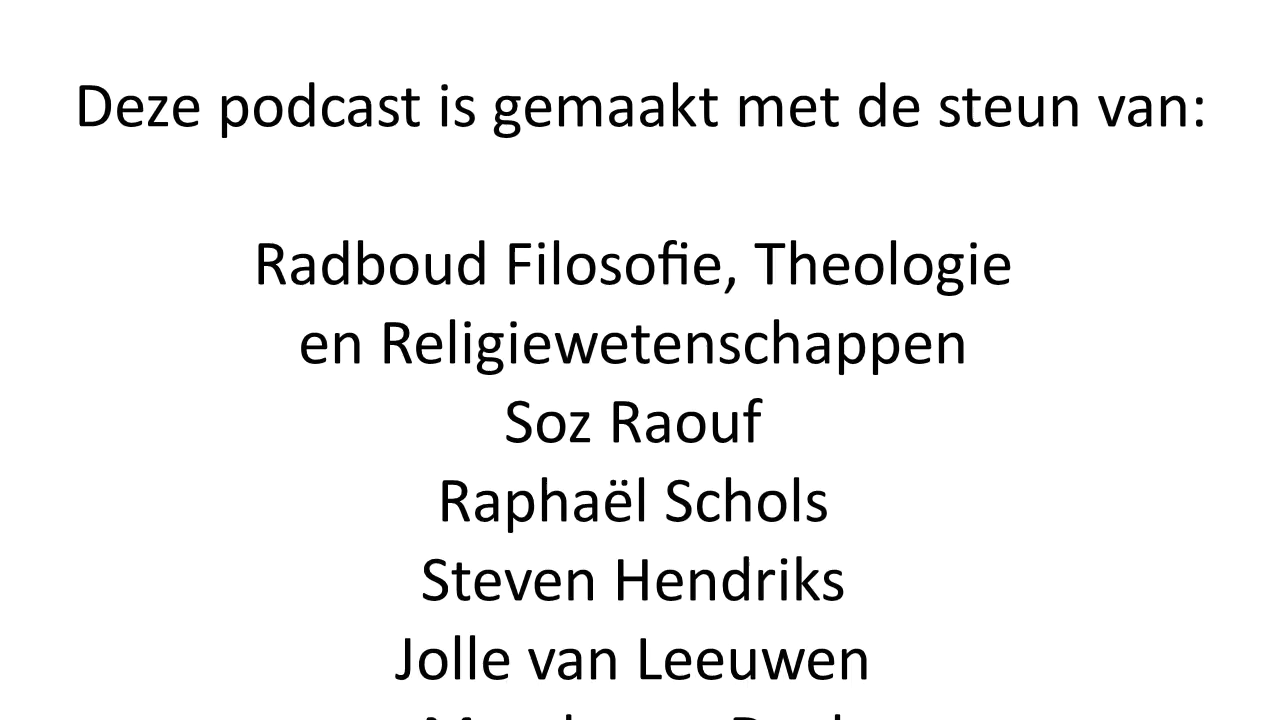 Deze podcast is gemaakt met de steun van:
Radboud Filosofie, Theologie
en Religiewetenschappen
Soz Raouf
Raphaël Schols
Steven Hendriks
Jolle van Leeuwen